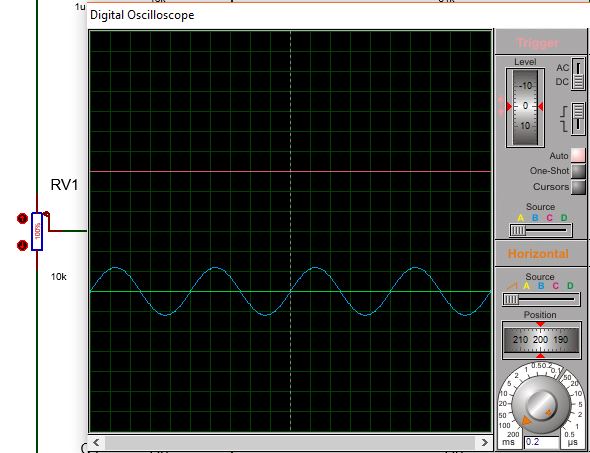 Digital Oscilloscope
1u
RV1
100%
10k
Trigger
Level
AC
DC
-10
0
10
Auto
One-Shot
Cursors
Source
A B C D
Horizontal
Source
A B C D
Position
210 200 190
200
100
50
20
10
5
2
1
0.5
0.2
0.1
50
20
10
5
2
1
0.5
ms
0.2
µs